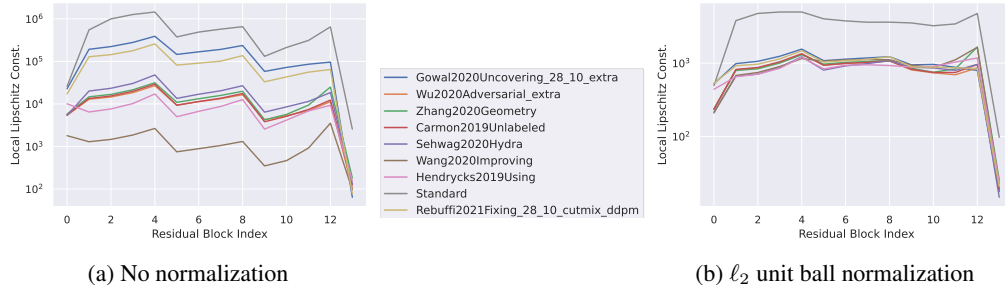 10⁶
10⁵
10⁴
10³
10²
Local Lipschitz Const.
0 2 4 6 8 10 12
Residual Block Index
Gowal2020Uncovering_28_10_extra
Wu2020Adversarial_extra
Zhang2020Geometry
Carmon2019Unlabeled
Sehwag2020Hydra
Wang2020Improving
Hendrycks2019Using
Standard
Rebuffi2021Fixing_28_10_cutmix_ddpm
10³
10²
Local Lipschitz Const.
0 2 4 6 8 10 12
Residual Block Index
(a) No normalization
(b) ℓ₂ unit ball normalization